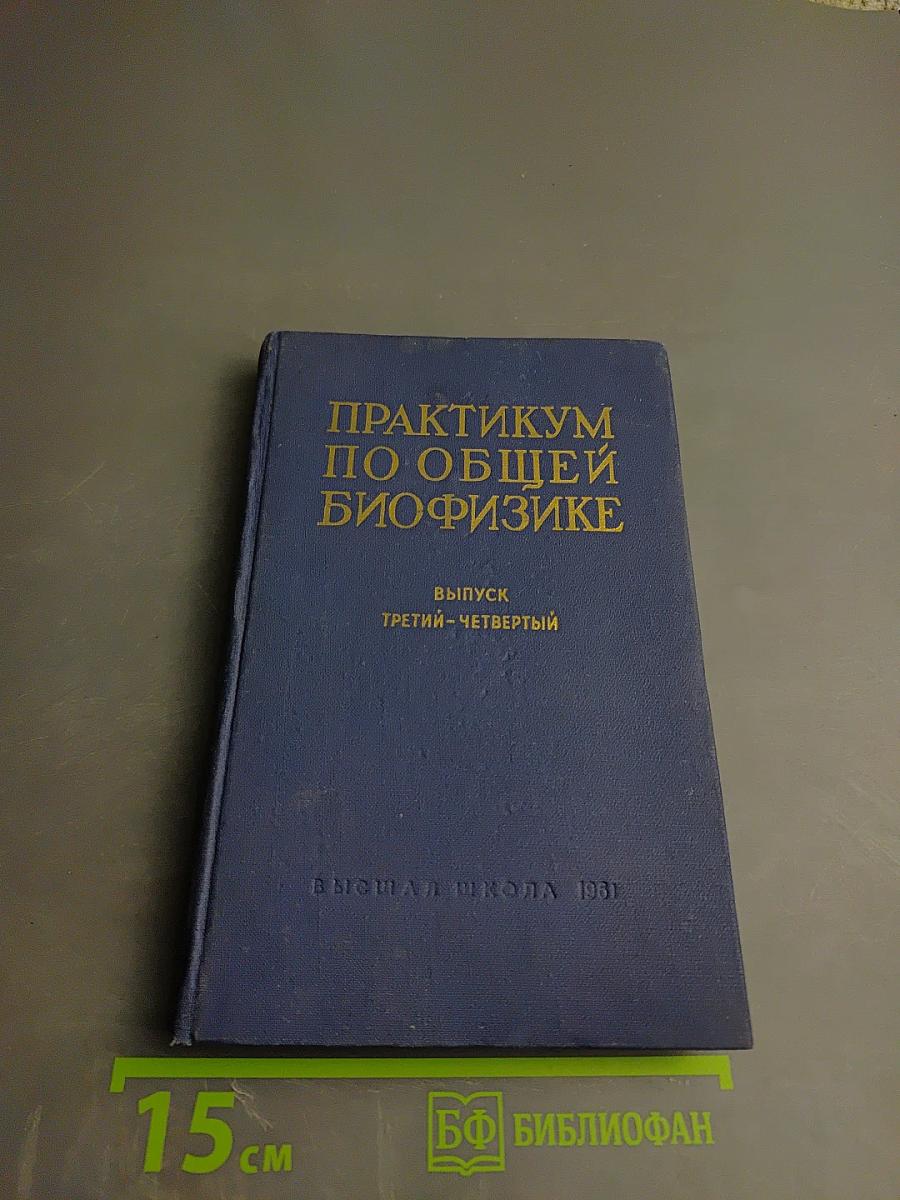 ПРАКТИКУМ
ПО ОБЩЕЙ
БИОФИЗИКЕ
ВЫПУСК
ТРЕТИЙ-ЧЕТВЕРТЫЙ
ВЫСШАЯ ШКОЛА 1961
15 см
БФ БИБЛИОФАН